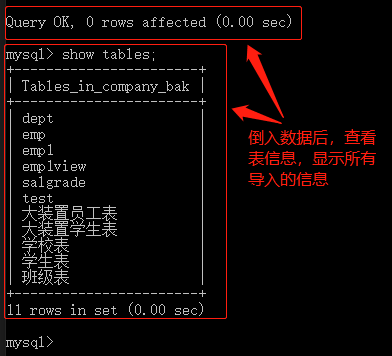 Query OK, 0 rows affected (0.00 sec)
mysql> show tables;
+------------------------+
| Tables_in_company_bak |
+------------------------+
| dept |
| emp |
| emp1 |
| emp1view |
| salgrade |
| test |
| 大装置员工表 |
| 大装置学生表 |
| 学校表 |
| 学生表 |
| 班级表 |
+------------------------+
11 rows in set (0.00 sec)
mysql>
倒入数据后，查看
表信息，显示所有
导入的信息